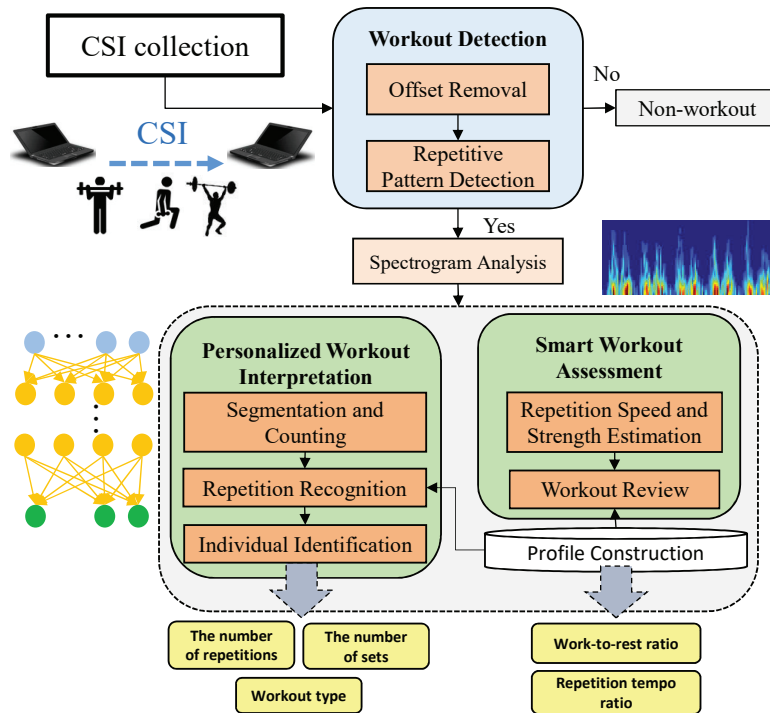 CSI collection
Workout Detection
Offset Removal
Repetitive
Pattern Detection
No
Non-workout
CSI
Yes
Spectrogram Analysis
Personalized Workout
Interpretation
Segmentation and
Counting
Repetition Recognition
Individual Identification
Smart Workout
Assessment
Repetition Speed and
Strength Estimation
Workout Review
Profile Construction
The number
of repetitions
The number
of sets
Workout type
Work-to-rest ratio
Repetition tempo
ratio